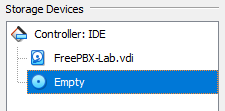 Storage Devices
Controller: IDE
FreePBX-Lab.vdi
Empty